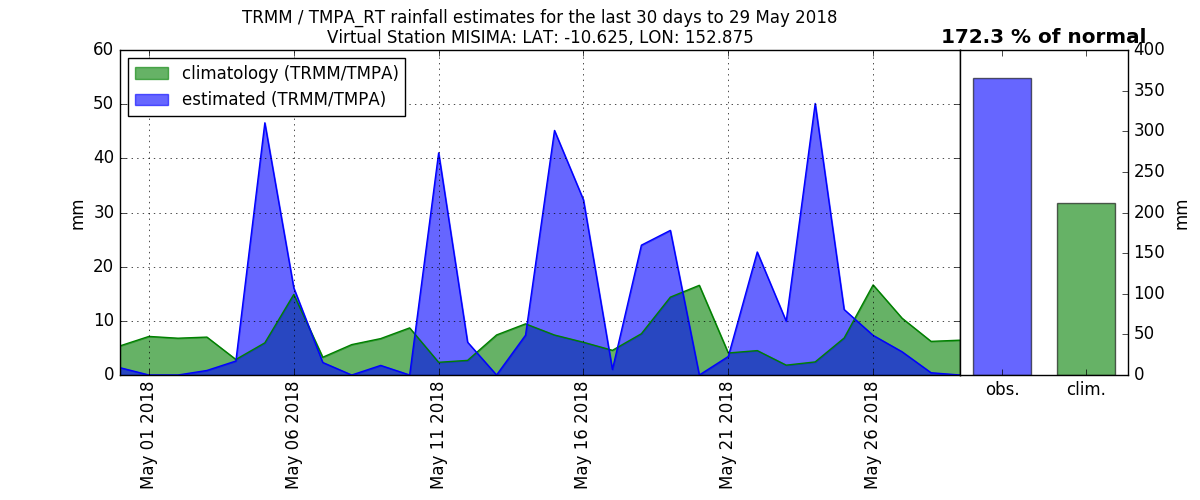 TRMM / TMPA_RT rainfall estimates for the last 30 days to 29 May 2018
Virtual Station MISIMA: LAT: -10.625, LON: 152.875
172.3 % of normal
climatology (TRMM/TMPA)
estimated (TRMM/TMPA)
60
50
40
30
20
10
0
mm
May 01 2018
May 06 2018
May 11 2018
May 16 2018
May 21 2018
May 26 2018
400
350
300
250
200
150
100
50
0
mm
obs.
clim.